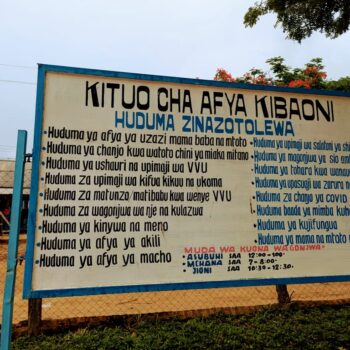 KITUO CHA AFYA KIBAONI
HUDUMA ZINAZOTOLEWA
Huduma ya afya ya uzazi mama baba na mtoto
Huduma ya chanjo kwa watoto chini ya miaka mitano
Huduma ya ushauri na upimaji wa VVU
Huduma za upimaji wa kifuu kikuu na ukoma
Huduma za matunzo/matibabu kwa wenye VVU
Huduma za wagonjwa wa nje na kulazwa
Huduma ya kinywa na meno
Huduma ya afya ya akili
Huduma ya afya ya macho
Huduma ya upimaji wa saratani ya
Huduma ya magonjwa ya sio
Huduma ya tohara kwa
Huduma ya upasuaji wa na
Huduma za chanjo ya COVID
Huduma baada ya mimba
Huduma ya kujifungua
Huduma ya mama na mtoto
MUDA WA KUONA WAGONJWA
ASUBUHI SAA
MCHANA SAA 7-8:00
JIONI SAA 10:30-12:30